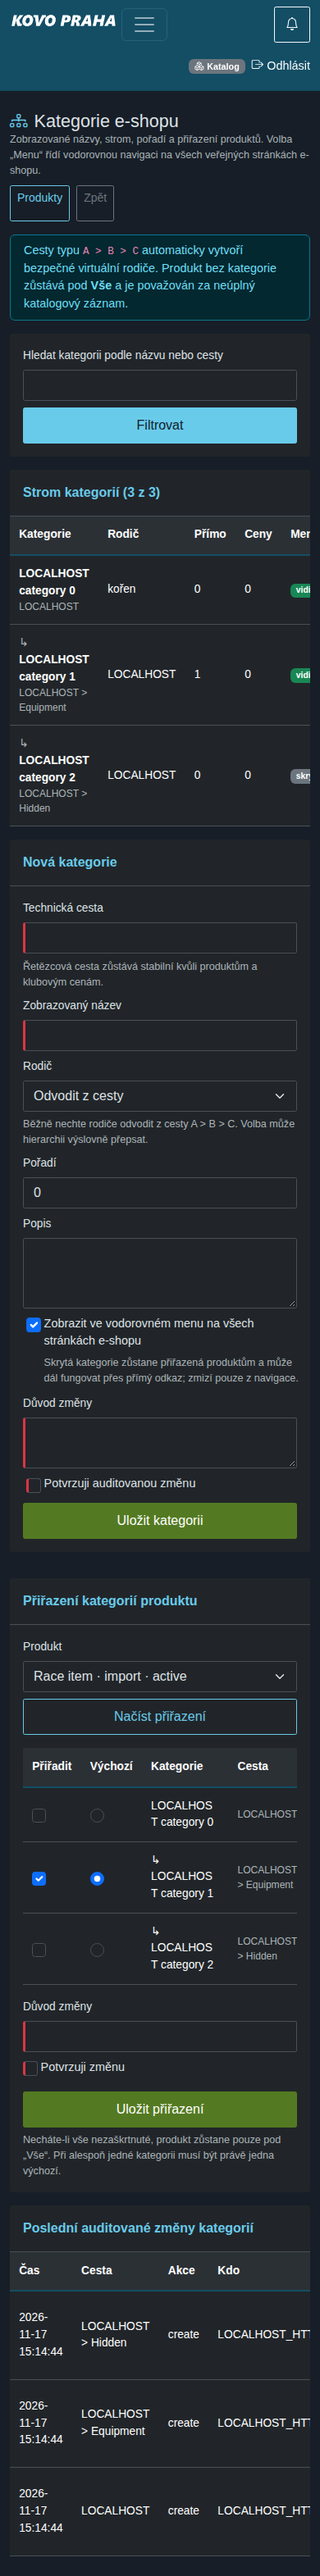 KOVO PRAHA
Katalog
Odhlásit
Kategorie e-shopu
Zobrazované názvy, strom, pořadí a přiřazení produktů. Volba
„Menu“ řídí vodorovnou navigaci na všech veřejných stránkách e-
shopu.
Produkty
Zpět
Cesty typu A > B > C automaticky vytvoří
bezpečné virtuální rodiče. Produkt bez kategorie
zůstává pod Vše a je považován za neúplný
katalogový záznam.
Hledat kategorii podle názvu nebo cesty
Filtrovat
Strom kategorií (3 z 3)
Kategorie Rodič Přímo Ceny
LOCALHOST
category 0
LOCALHOST
kořen 0 0
↳
LOCALHOST
category 1
LOCALHOST >
Equipment
LOCALHOST 1 0
↳
LOCALHOST
category 2
LOCALHOST >
Hidden
LOCALHOST 0 0
Nová kategorie
Technická cesta
Řetězcová cesta zůstává stabilní kvůli produktům a
klubovým cenám.
Zobrazovaný název
Rodič
Odvodit z cesty
Běžně nechte rodiče odvodit z cesty A > B > C. Volba může
hierarchii výslovně přepsat.
Pořadí
0
Popis
Zobrazit ve vodorovném menu na všech
stránkách e-shopu
Skrytá kategorie zůstane přiřazená produktům a může
dál fungovat přes přímý odkaz; zmizí pouze z navigace.
Důvod změny
Potvrzuji auditovanou změnu
Uložit kategorii
Přiřazení kategorií produktu
Produkt
Race item · import · active
Načíst přiřazení
Přiřadit Výchozí Kategorie Cesta
LOCALHOS
T category 0
LOCALHOST
↳
LOCALHOS
T category 1
LOCALHOST
> Equipment
↳
LOCALHOS
T category 2
LOCALHOST
> Hidden
Důvod změny
Potvrzuji změnu
Uložit přiřazení
Necháte-li vše nezaškrtnuté, produkt zůstane pouze pod
„Vše“. Při alespoň jedné kategorii musí být právě jedna
výchozí.
Poslední auditované změny kategorií
Čas Cesta Akce Kdo
2026-
11-17
15:14:44
LOCALHOST
> Hidden
create
2026-
11-17
15:14:44
LOCALHOST
> Equipment
create
2026-
11-17
15:14:44
LOCALHOST
create